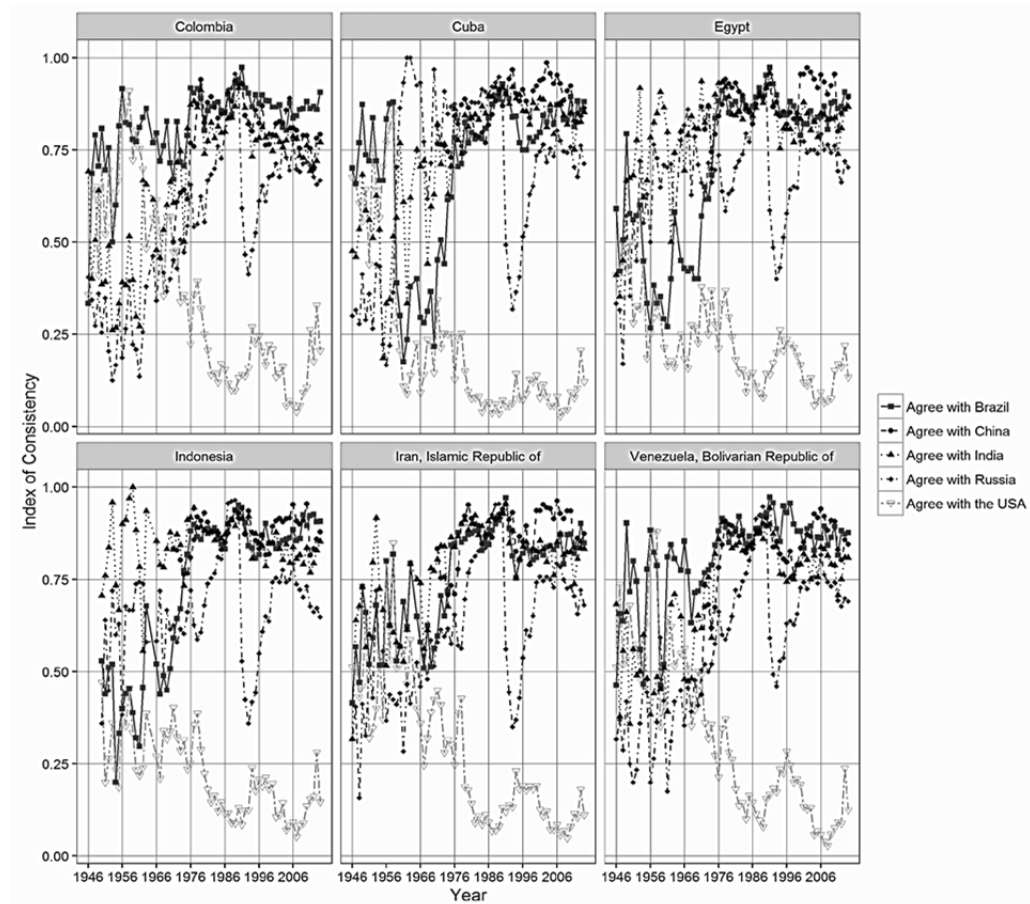 Colombia
Cuba
Egypt
1.00
0.75
0.50
0.25
0.00
Indonesia
Iran, Islamic Republic of
Venezuela, Bolivarian Republic of
1.00
0.75
0.50
0.25
0.00
1946 1956 1966 1976 1986 1996 2006
1946 1956 1966 1976 1986 1996 2006
1946 1956 1966 1976 1986 1996 2006
Index of Consistency
Year
Agree with Brazil
Agree with China
Agree with India
Agree with Russia
Agree with the USA